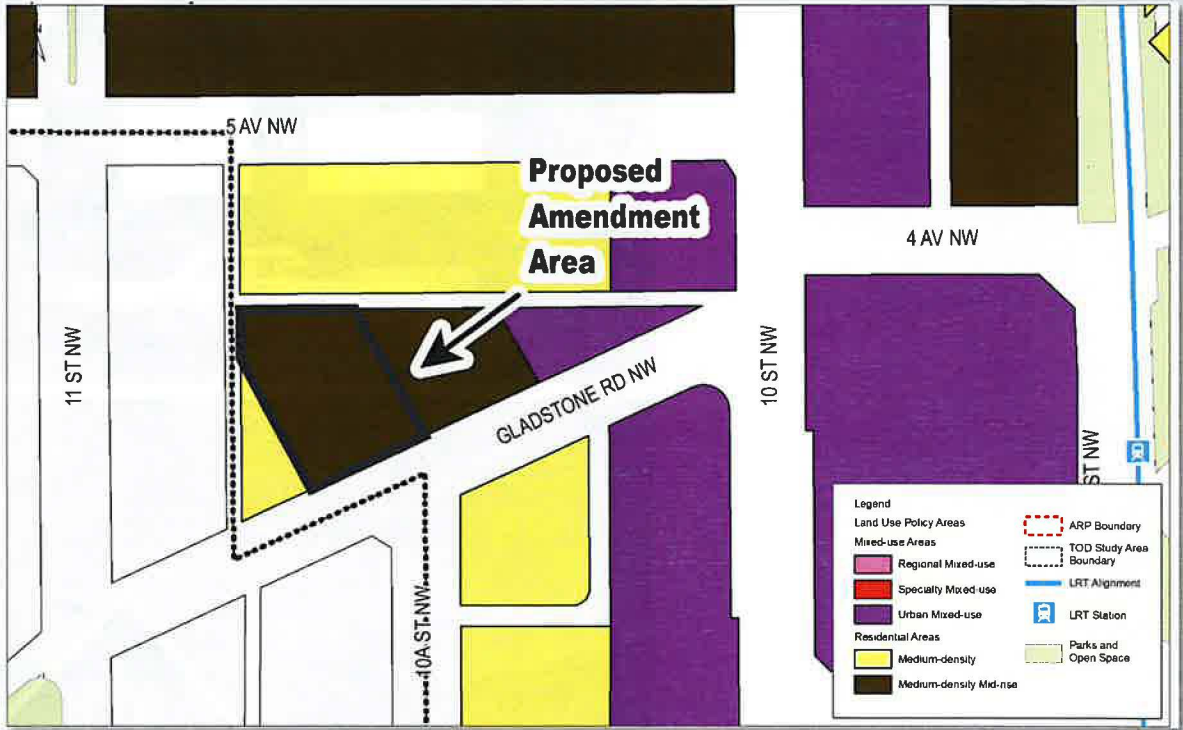 5 AV NW
Proposed
Amendment
Area
4 AV NW
11 ST NW
10 ST NW
GLADSTONE RD NW
ST NW
10A ST NW
Legend
Land Use Policy Areas
Mixed-use Areas
Regional Mixed-use
Specialty Mixed-use
Urban Mixed-use
Residential Areas
Medium-density
Medium-density Mid-rise
ARP Boundary
TOD Study Area
Boundary
LRT Alignment
LRT Station
Parks and
Open Space